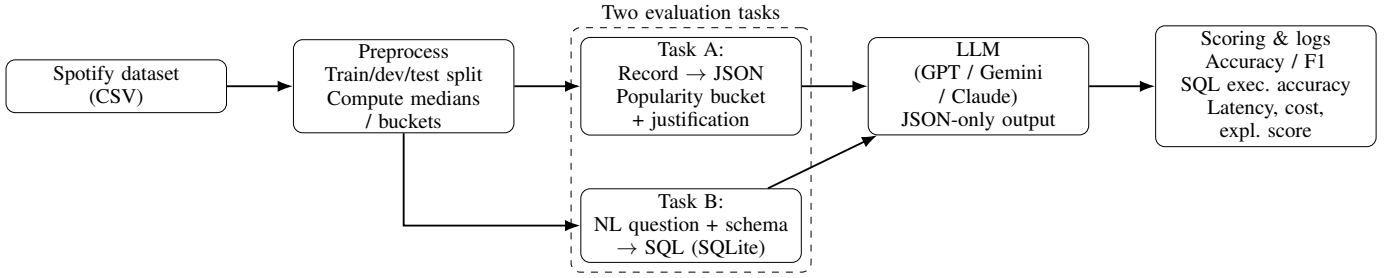 Two evaluation tasks
Spotify dataset
(CSV)
Preprocess
Train/dev/test split
Compute medians
/ buckets
Task A:
Record → JSON
Popularity bucket
+ justification
Task B:
NL question + schema
→ SQL (SQLite)
LLM
(GPT / Gemini
/ Claude)
JSON-only output
Scoring & logs
Accuracy / F1
SQL exec. accuracy
Latency, cost,
expl. score